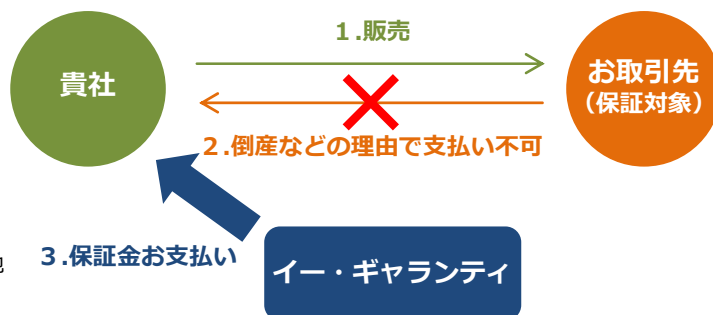 １.販売
貴社
お取引先
（保証対象）
２.倒産などの理由で支払い不可
３.保証金お支払い
イー・ギャランティ